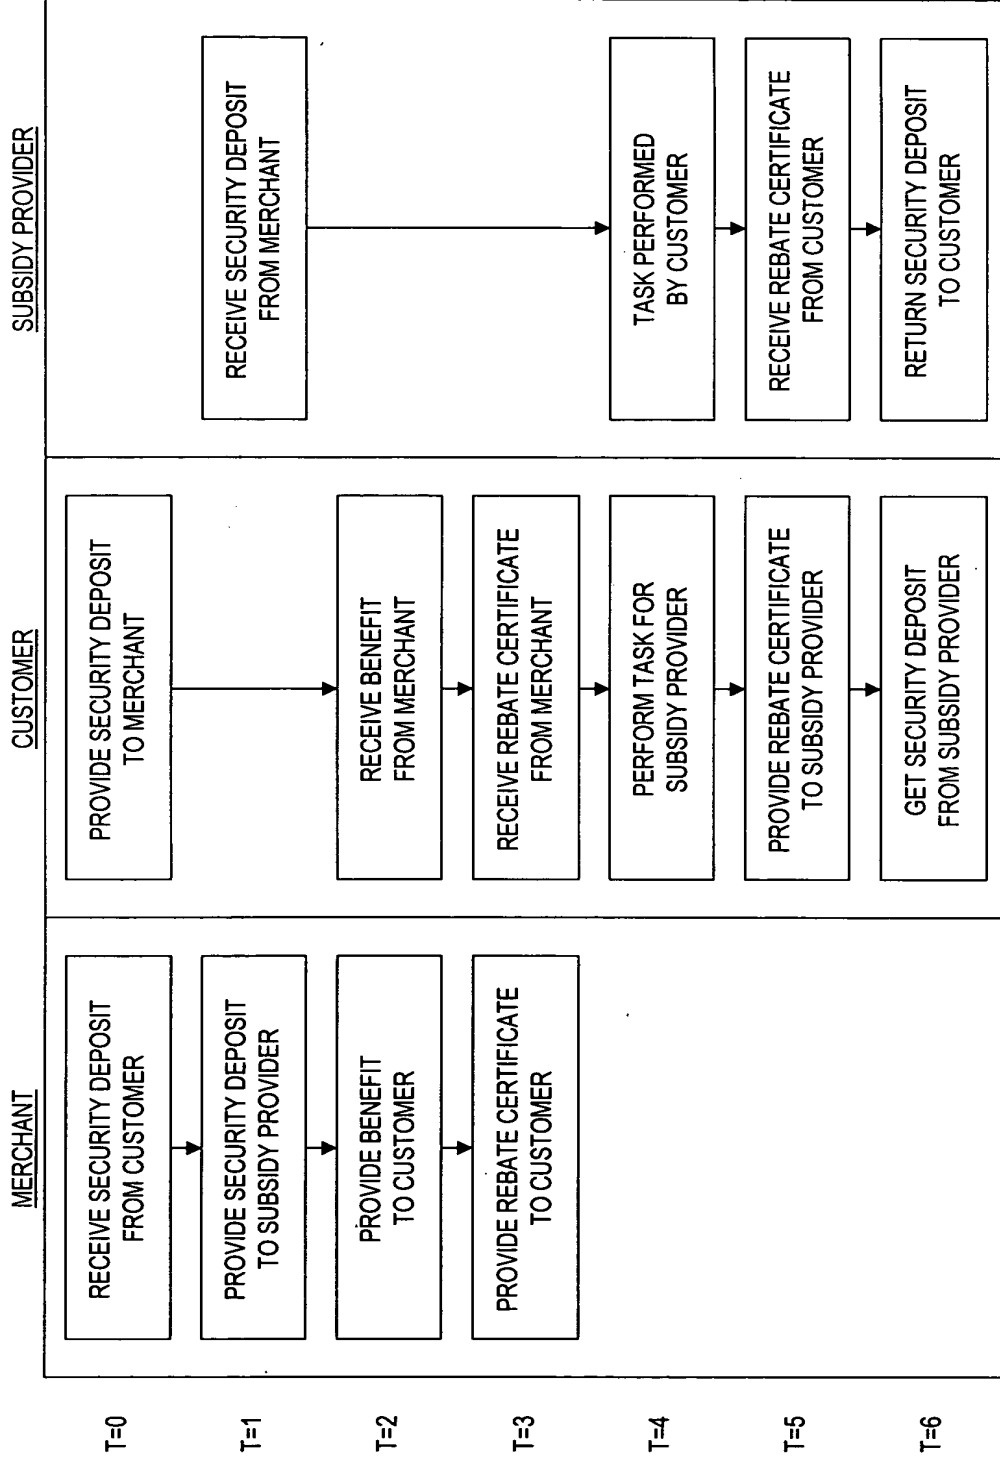 MERCHANT
CUSTOMER
SUBSIDY PROVIDER
T=0
RECEIVE SECURITY DEPOSIT
FROM CUSTOMER
PROVIDE SECURITY DEPOSIT
TO MERCHANT
T=1
PROVIDE SECURITY DEPOSIT
TO SUBSIDY PROVIDER
RECEIVE SECURITY DEPOSIT
FROM MERCHANT
T=2
PROVIDE BENEFIT
TO CUSTOMER
RECEIVE BENEFIT
FROM MERCHANT
T=3
PROVIDE REBATE CERTIFICATE
TO CUSTOMER
RECEIVE REBATE CERTIFICATE
FROM MERCHANT
T=4
PERFORM TASK FOR
SUBSIDY PROVIDER
TASK PERFORMED
BY CUSTOMER
T=5
PROVIDE REBATE CERTIFICATE
TO SUBSIDY PROVIDER
RECEIVE REBATE CERTIFICATE
FROM CUSTOMER
T=6
GET SECURITY DEPOSIT
FROM SUBSIDY PROVIDER
RETURN SECURITY DEPOSIT
TO CUSTOMER